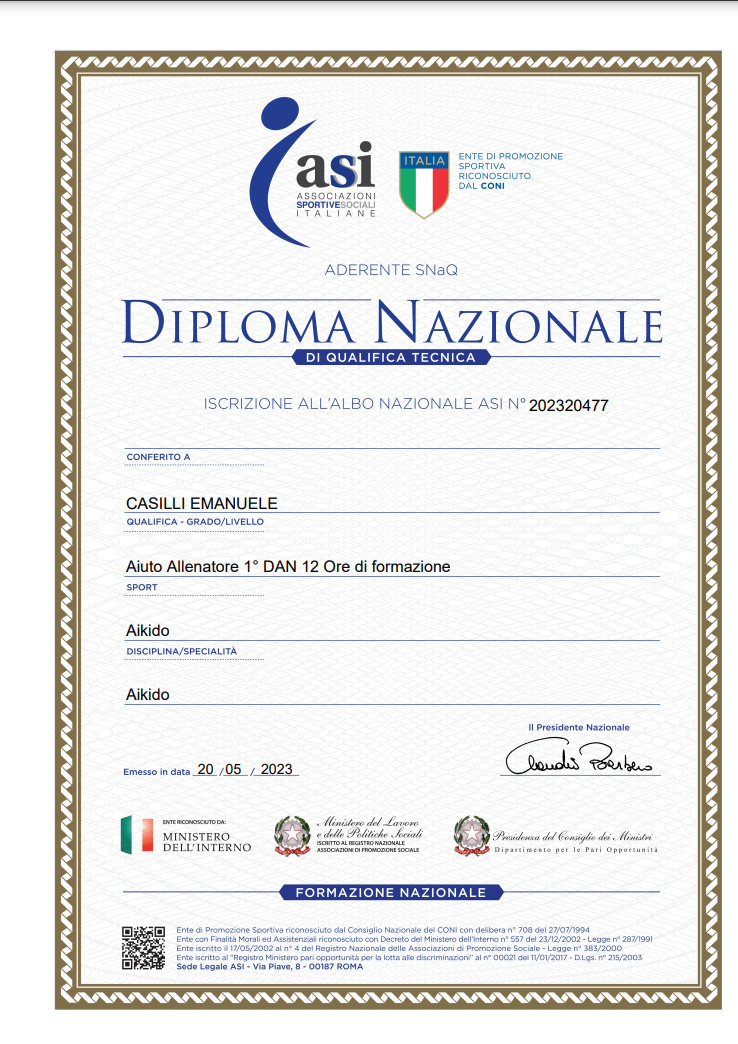 asi
ASSOCIAZIONI
SPORTIVESOCIALI
ITALIANE
ITALIA
ENTE DI PROMOZIONE
SPORTIVA
RICONOSCIUTO
DAL CONI
ADERENTE SNaQ
DIPLOMA NAZIONALE
DI QUALIFICA TECNICA
ISCRIZIONE ALL'ALBO NAZIONALE ASI N° 202320477
CONFERITO A
CASILLI EMANUELE
QUALIFICA - GRADO/LIVELLO
Aiuto Allenatore 1° DAN 12 Ore di formazione
SPORT
Aikido
DISCIPLINA/SPECIALITÀ
Aikido
Il Presidente Nazionale
Emesso in data 20 / 05 / 2023
Claudio Barbaro
ENTE RICONOSCIUTO DA:
MINISTERO
DELL'INTERNO
Ministero del Lavoro
e delle Politiche Sociali
ISCRITTO AL REGISTRO NAZIONALE
ASSOCIAZIONI DI PROMOZIONE SOCIALE
Presidenza del Consiglio dei Ministri
Dipartimento per le Pari Opportunità
FORMAZIONE NAZIONALE
Ente di Promozione Sportiva riconosciuto dal Consiglio Nazionale del CONI con delibera n° 708 del 27/07/1994
Ente con Finalità Morali ed Assistenziali riconosciuto con Decreto del Ministero dell'Interno n° 557 del 23/12/2002 - Legge n° 287/1991
Ente iscritto il 17/05/2002 al n° 4 del Registro Nazionale delle Associazioni di Promozione Sociale - Legge n° 383/2000
Ente iscritto al "Registro Ministero pari opportunità per la lotta alle discriminazioni" al n° 00021 del 11/01/2017 - D.Lgs. n° 215/2003
Sede Legale ASI - Via Piave, 8 - 00187 ROMA